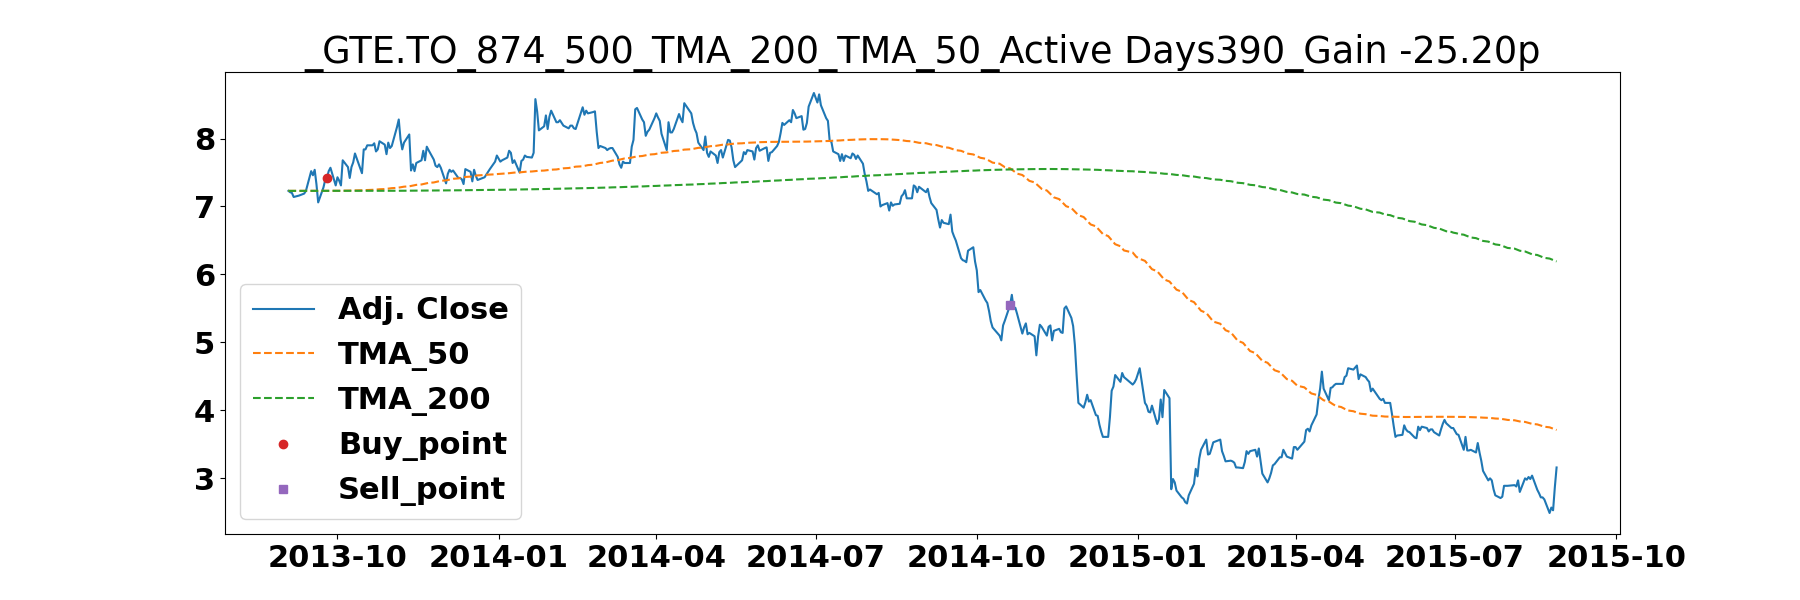 _GTE.TO_874_500_TMA_200_TMA_50_Active Days390_Gain -25.20p
8
7
6
5
4
3
Adj. Close
TMA_50
TMA_200
Buy_point
Sell_point
2013-10 2014-01 2014-04 2014-07 2014-10 2015-01 2015-04 2015-07 2015-10